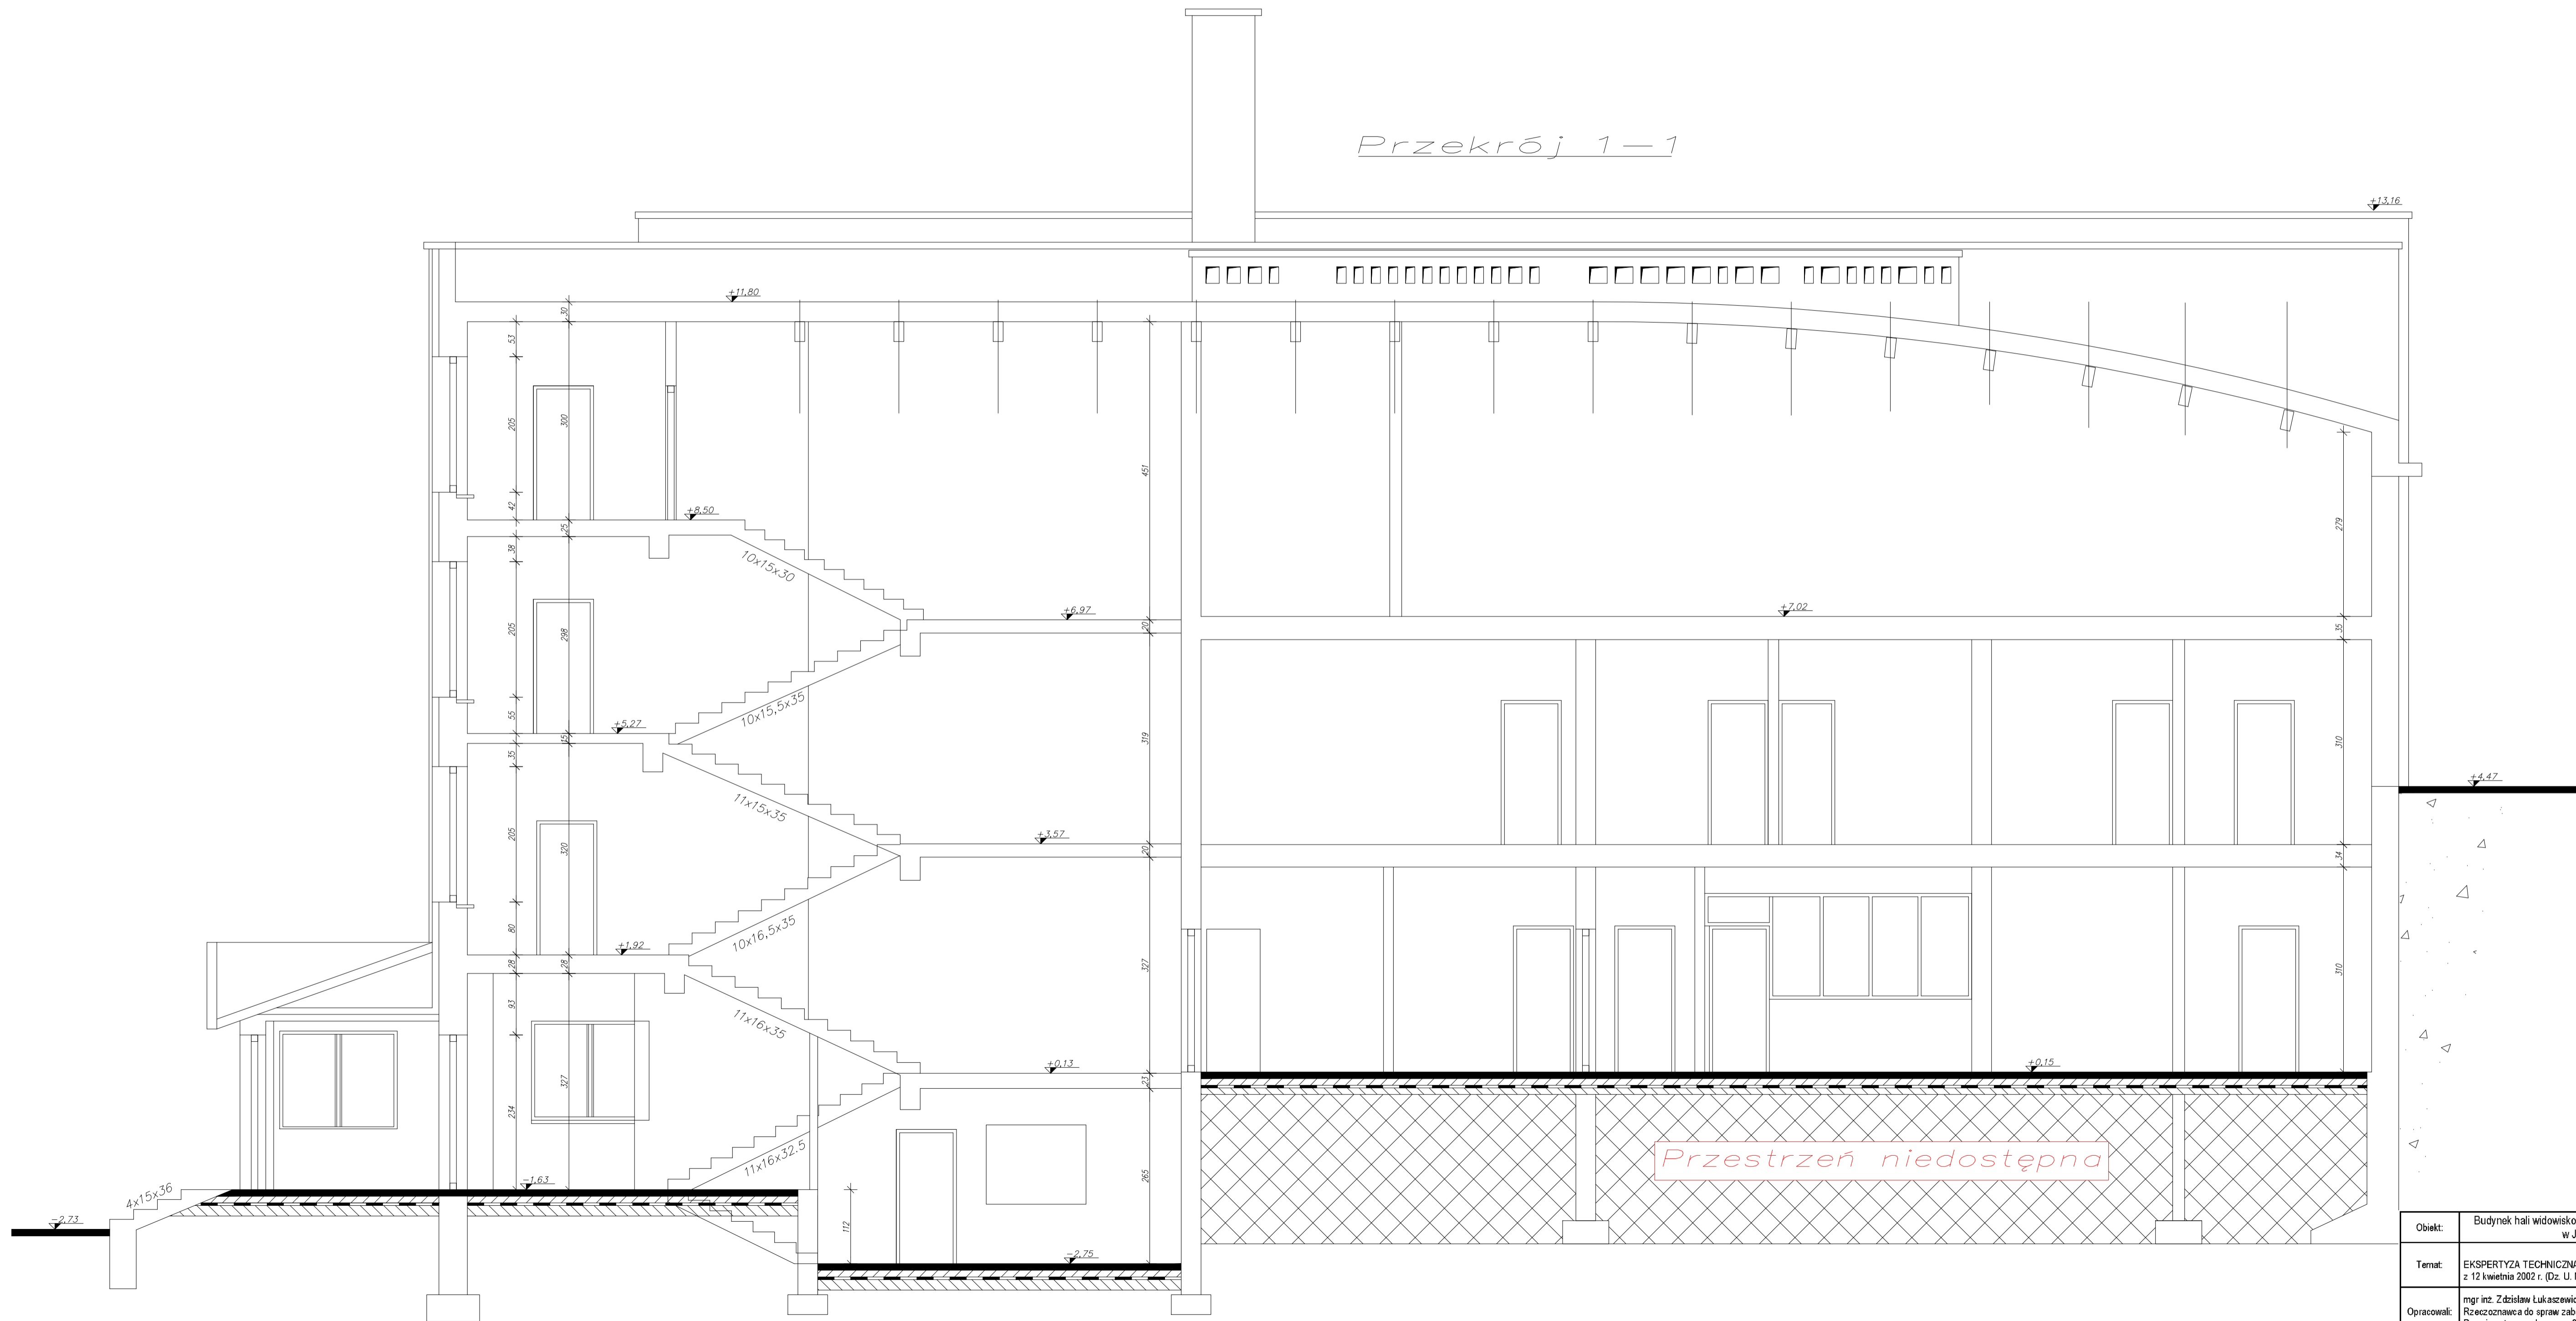 Przekrój 1-1
+13,16
+11,80
30
53
205
300
451
42
+8,50
25
38
279
10x15x30
+6,97
+7,02
20
35
205
298
10x15,5x35
55
+5,27
15
35
319
310
+4,47
11x15x35
+3,57
20
34
205
320
80
10x16,5x35
+1,92
28
28
327
310
93
11x16x35
+0,13
+0,15
23
327
234
11x16x32.5
265
Przestrzeń niedostępna
-1,63
4x15x36
-2,73
112
-2,75
Obiekt:
Budynek hali widowisko
w J
Temat:
EKSPERTYZA TECHNICZNA
z 12 kwietnia 2002 r. (Dz. U.
Opracowali:
mgr inż. Zdzisław Łukaszewic
Rzeczoznawca do spraw zab